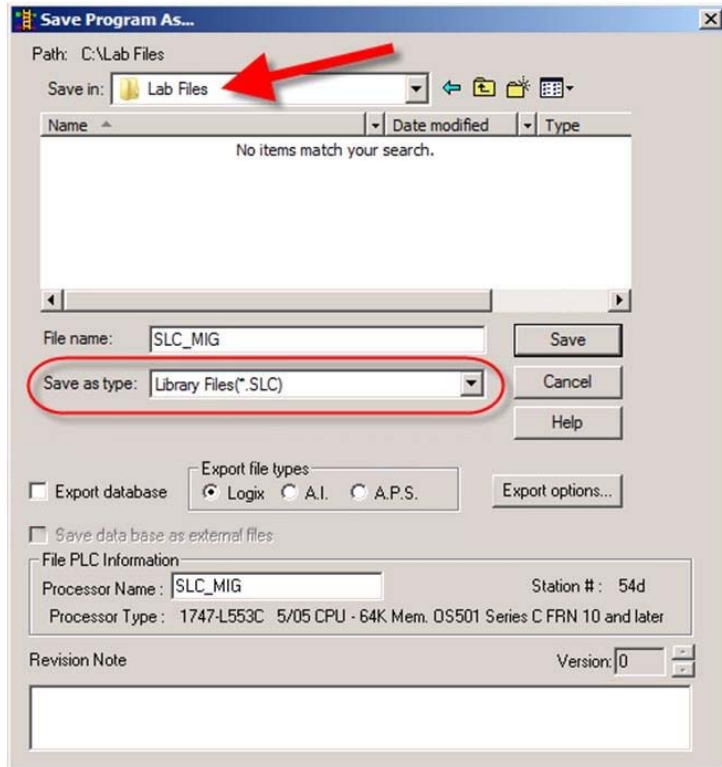 Save Program As...
Path: C:\Lab Files
Save in: Lab Files
Name Date modified Type
No items match your search.
File name: SLC_MIG Save
Save as type: Library Files(*.SLC) Cancel
Help
Export file types
Export database Logix A.I. A.P.S. Export options...
Save data base as external files
File PLC Information
Processor Name : SLC_MIG Station # : 54d
Processor Type : 1747-L553C 5/05 CPU - 64K Mem. OS501 Series C FRN 10 and later
Revision Note Version: 0